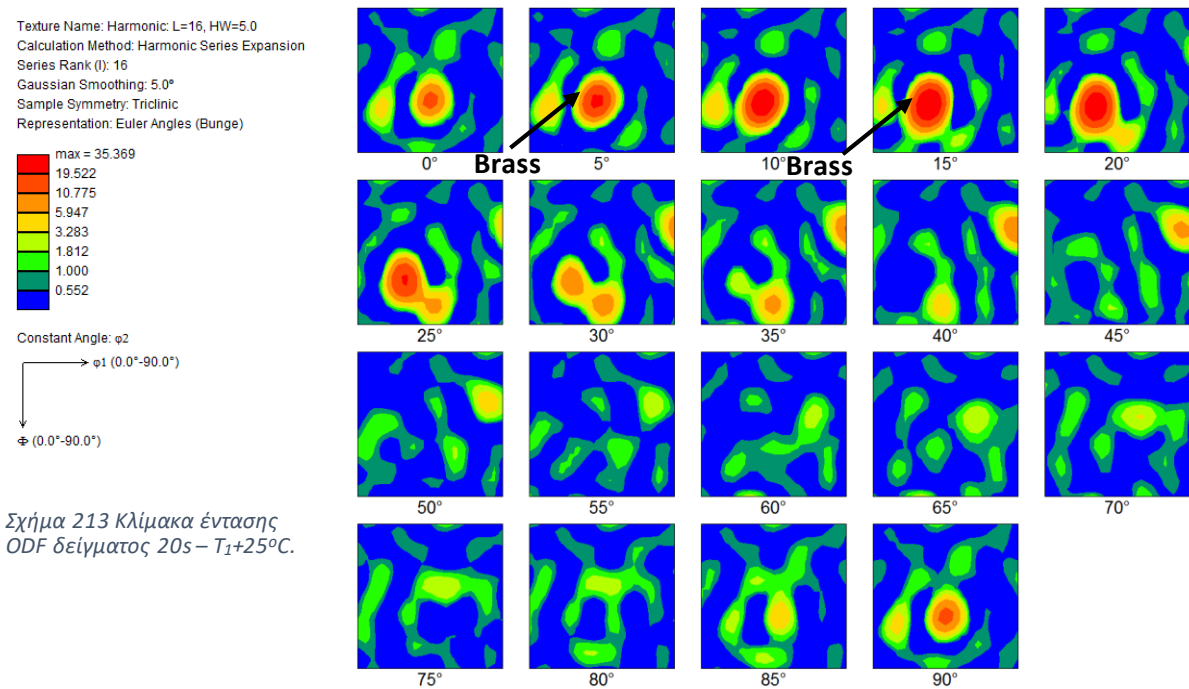 Texture Name: Harmonic: L=16, HW=5.0
Calculation Method: Harmonic Series Expansion
Series Rank (l): 16
Gaussian Smoothing: 5.0°
Sample Symmetry: Triclinic
Representation: Euler Angles (Bunge)
max = 35.369
19.522
10.775
5.947
3.283
1.812
1.000
0.552
Constant Angle: φ2
φ1 (0.0°-90.0°)
Φ (0.0°-90.0°)
Σχήμα 213 Κλίμακα έντασης
ODF δείγματος 20s – T1+25°C.
Brass
Brass
0° 5° 10° 15° 20°
25° 30° 35° 40° 45°
50° 55° 60° 65° 70°
75° 80° 85° 90°